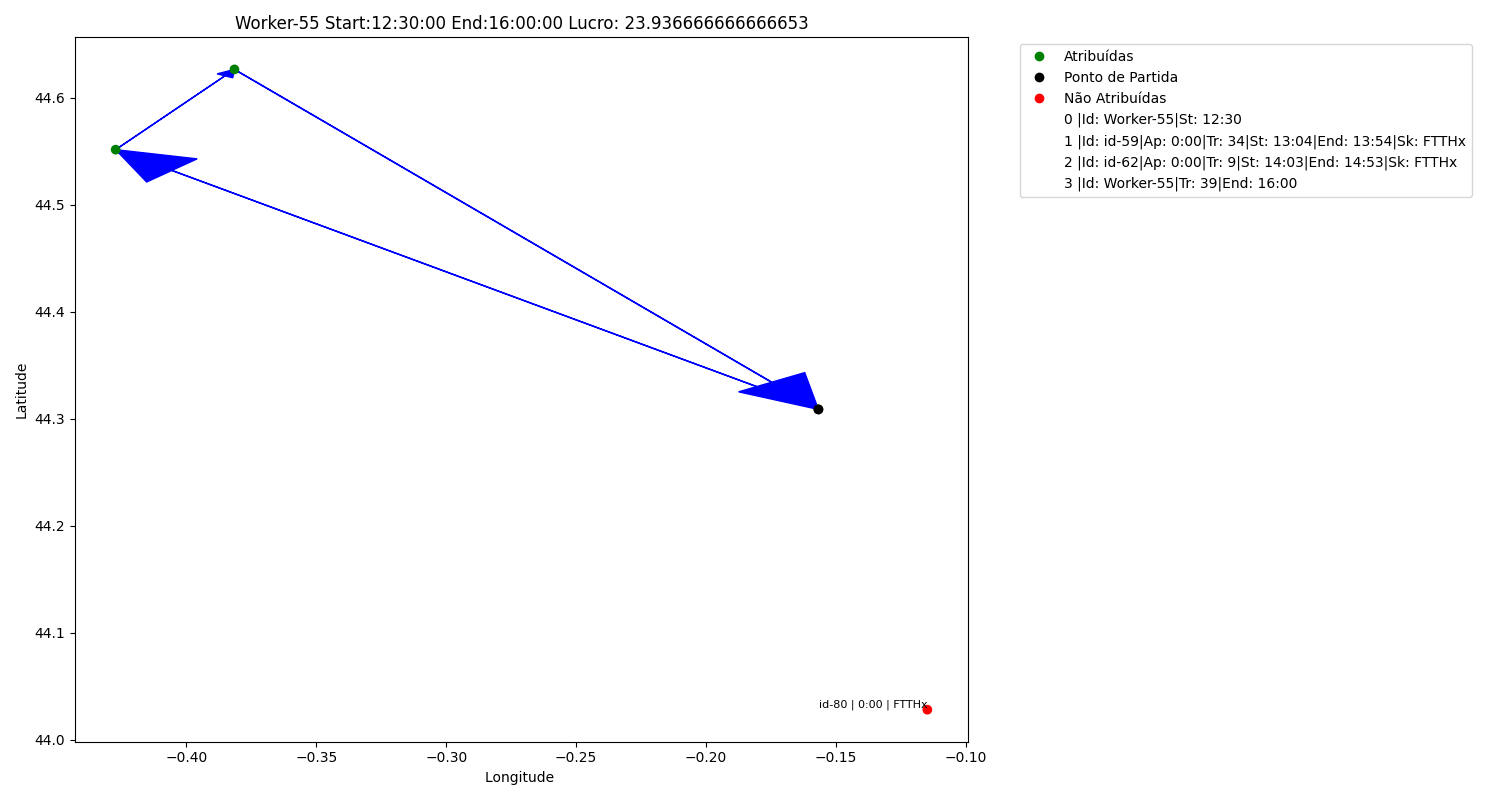 Worker-55 Start:12:30:00 End:16:00:00 Lucro: 23.936666666666653
Atribuídas
Ponto de Partida
Não Atribuídas
0 |Id: Worker-55|St: 12:30
1 |Id: id-59|Ap: 0:00|Tr: 34|St: 13:04|End: 13:54|Sk: FTTHx
2 |Id: id-62|Ap: 0:00|Tr: 9|St: 14:03|End: 14:53|Sk: FTTHx
3 |Id: Worker-55|Tr: 39|End: 16:00
Latitude
44.6
44.5
44.4
44.3
44.2
44.1
44.0
id-80 | 0:00 | FTTHx
−0.40 −0.35 −0.30 −0.25 −0.20 −0.15 −0.10
Longitude